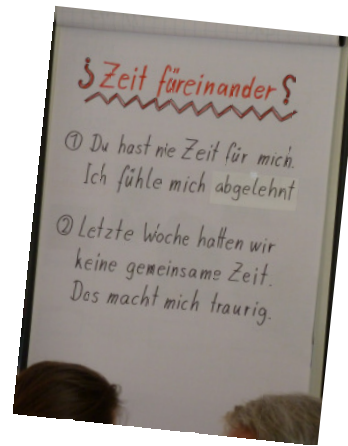 ¿Zeit füreinander?
① Du hast nie Zeit für mich.
Ich fühle mich abgelehnt
② Letzte Woche hatten wir
keine gemeinsame Zeit.
Das macht mich traurig.